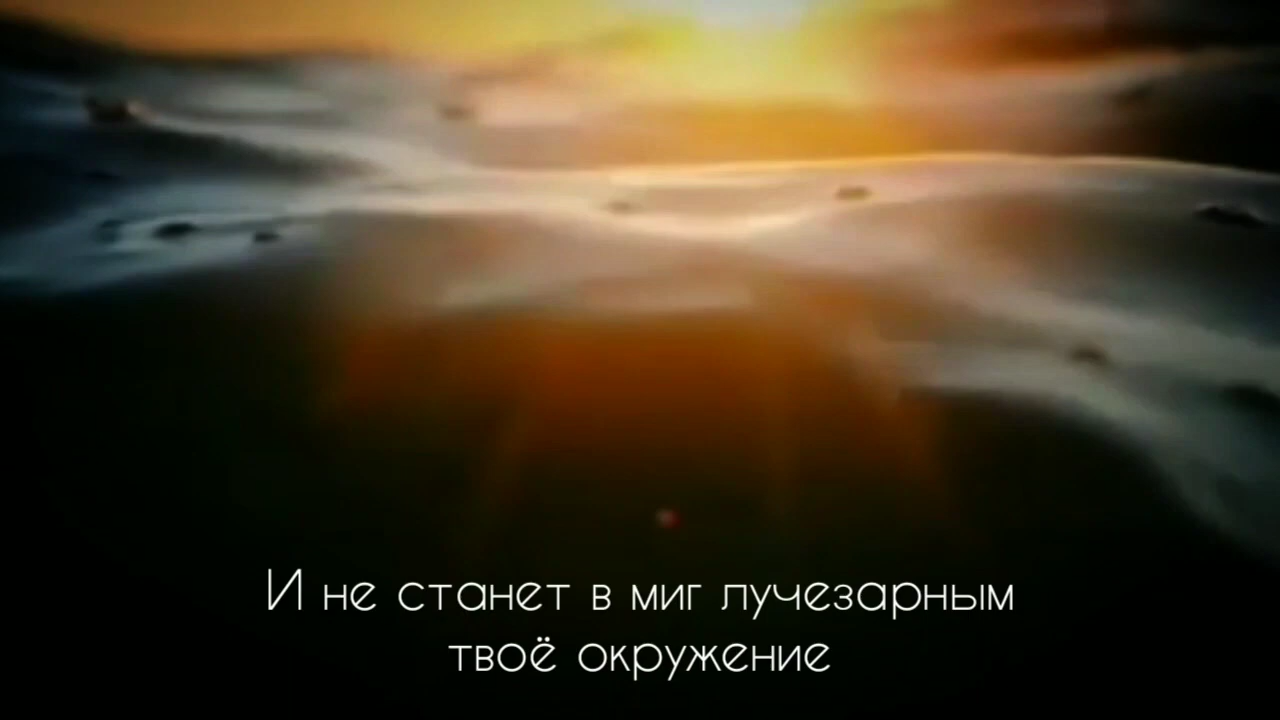 И не станет в миг лучезарным
твоё окружение